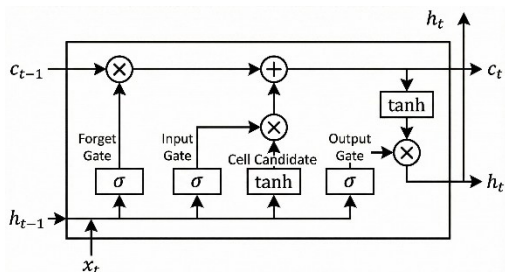 h_t
c_{t-1}
×
+
c_t
tanh
×
Forget
Gate
Input
Gate
Cell Candidate
Output
Gate
×
σ
σ
tanh
σ
h_t
h_{t-1}
x_t